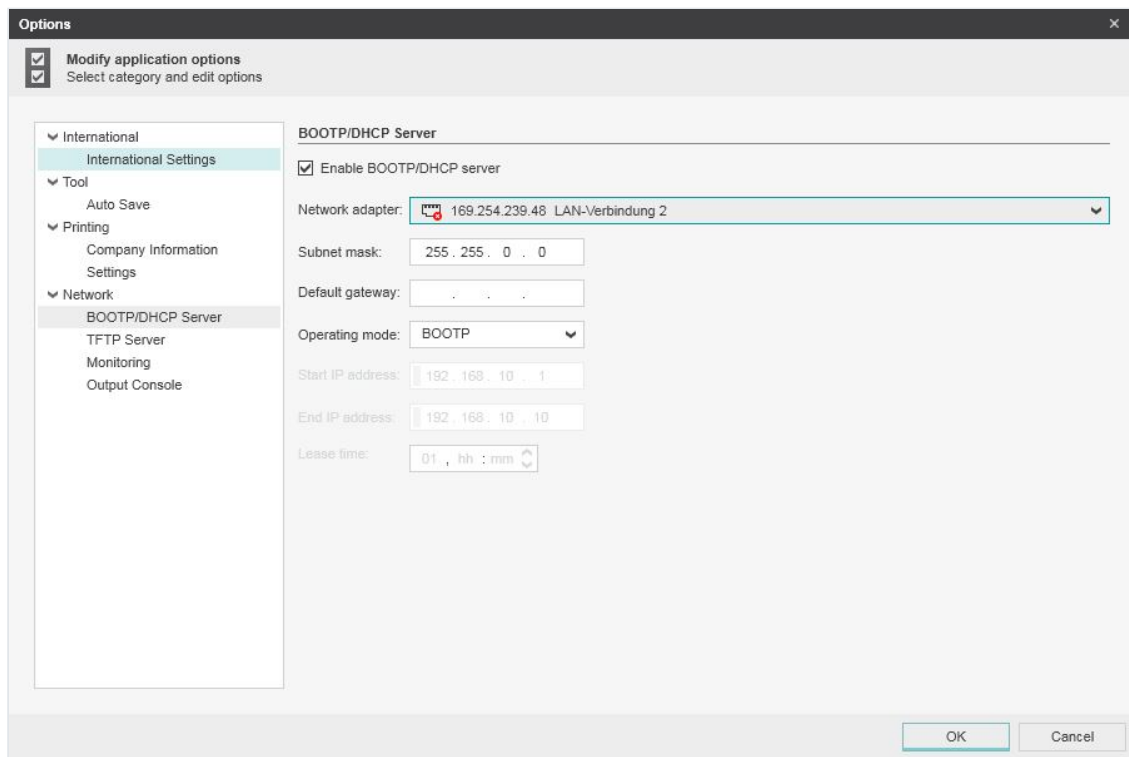 Options
Modify application options
Select category and edit options
International
International Settings
Tool
Auto Save
Printing
Company Information
Settings
Network
BOOTP/DHCP Server
TFTP Server
Monitoring
Output Console
BOOTP/DHCP Server
Enable BOOTP/DHCP server
Network adapter: 169.254.239.48 LAN-Verbindung 2
Subnet mask: 255 . 255 . 0 . 0
Default gateway: . . .
Operating mode: BOOTP
Start IP address: 192 . 168 . 10 . 1
End IP address: 192 . 168 . 10 . 10
Lease time: 01 , hh : mm
OK Cancel